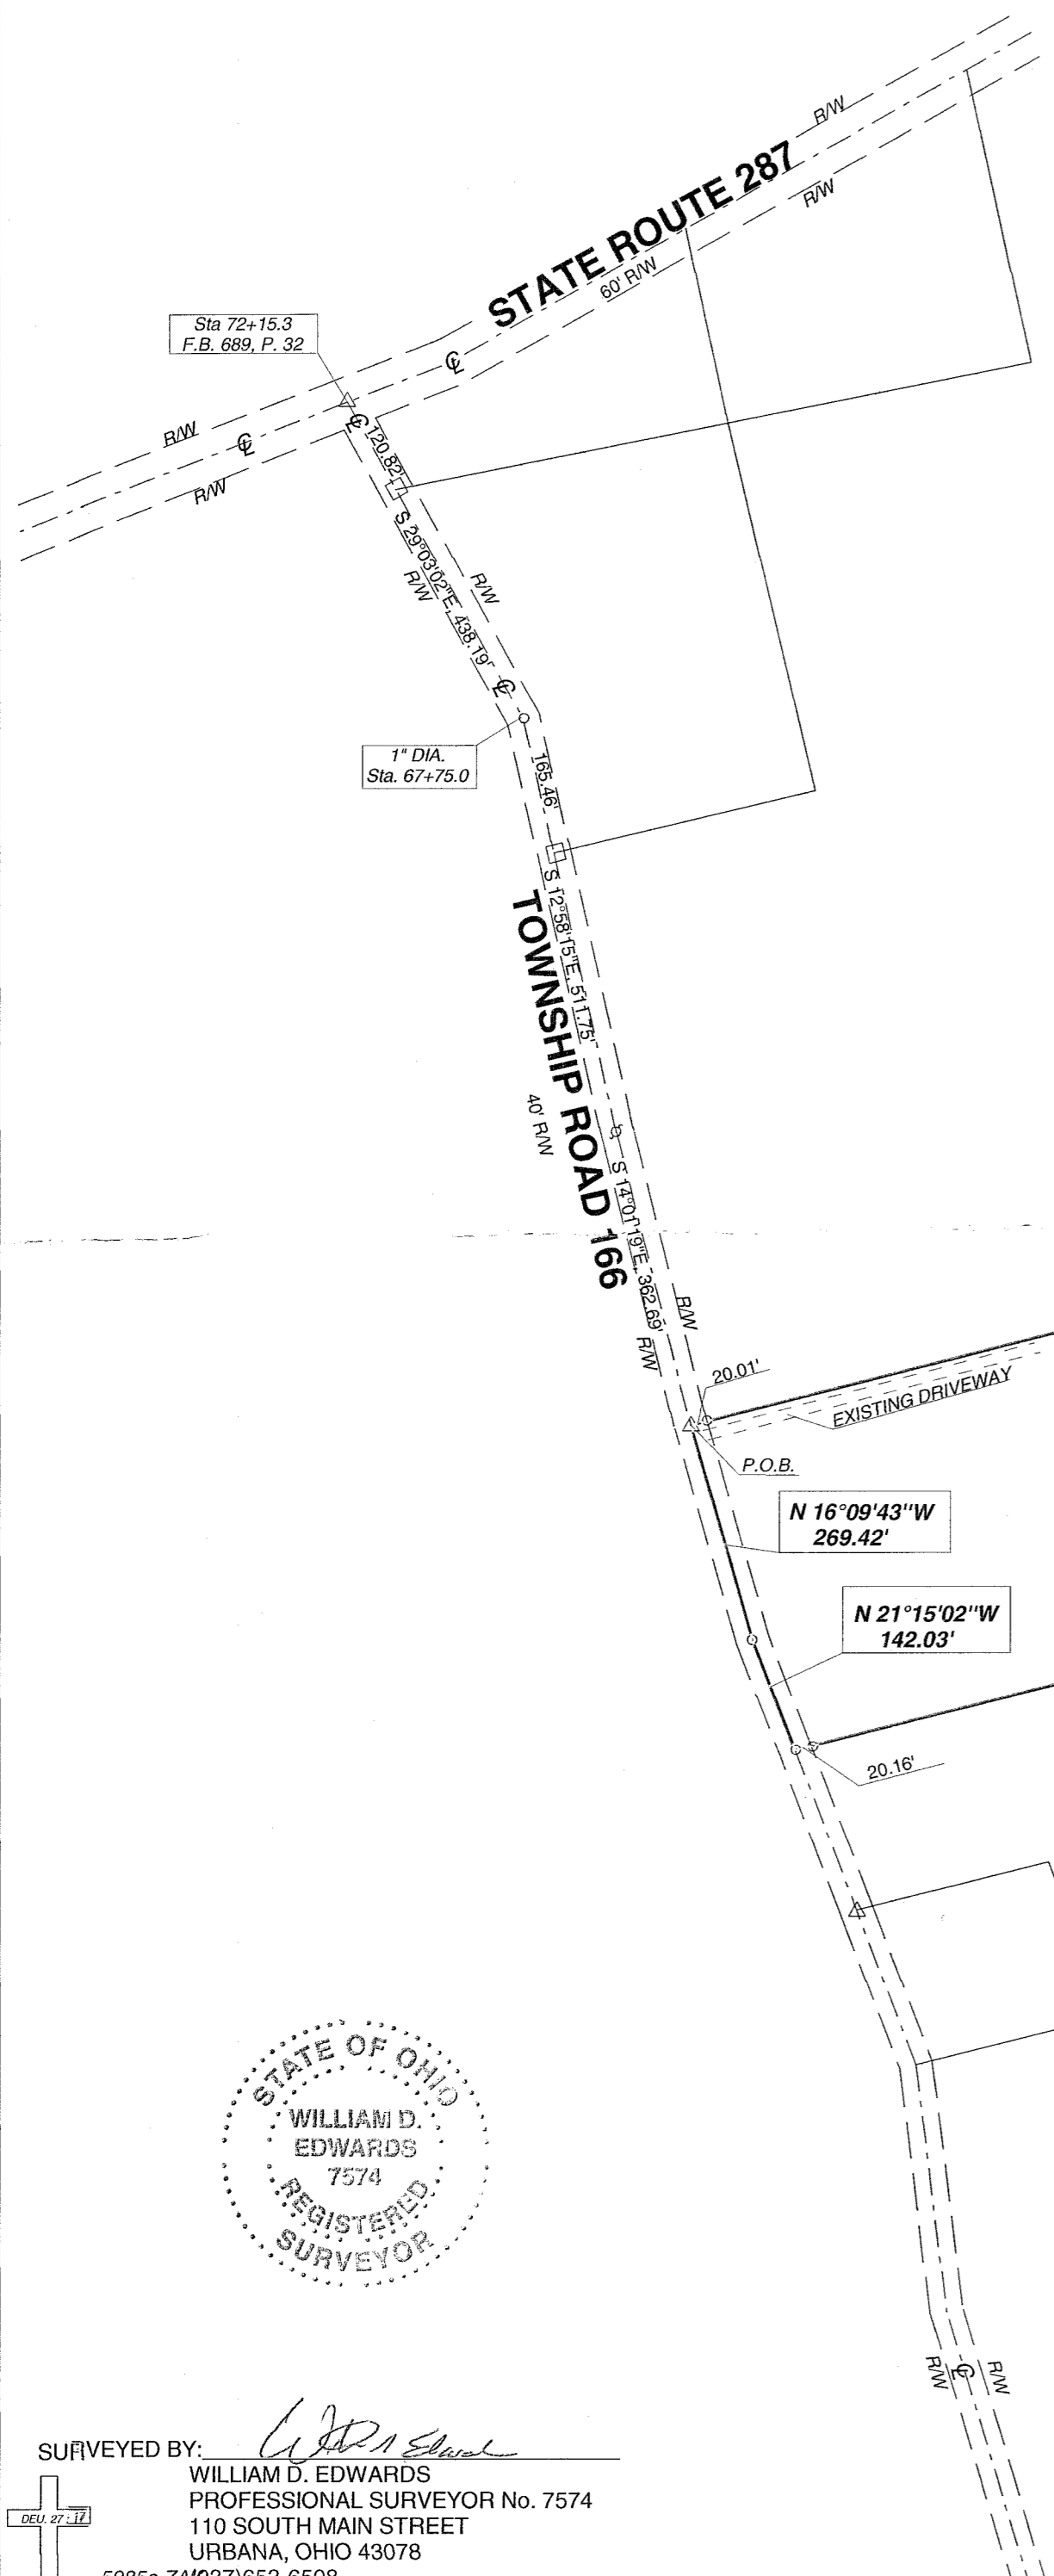 R/W
STATE ROUTE 287
R/W
60' R/W
Sta 72+15.3
F.B. 689, P. 32
℄
R/W
℄
℄
120.82'
R/W
S 29°03'02"E, 438.19'
R/W
R/W
℄
1" DIA.
Sta. 67+75.0
165.46'
S 12°58'15"E, 511.75'
TOWNSHIP ROAD 166
40' R/W
S 14°01'19"E, 362.69'
R/W
R/W
20.01'
EXISTING DRIVEWAY
P.O.B.
N 16°09'43"W
269.42'
N 21°15'02"W
142.03'
20.16'
STATE OF OHIO
WILLIAM D.
EDWARDS
7574
REGISTERED
SURVEYOR
R/W
℄
R/W
SURVEYED BY:
WILLIAM D. EDWARDS
PROFESSIONAL SURVEYOR No. 7574
DEU. 27:17
110 SOUTH MAIN STREET
URBANA, OHIO 43078